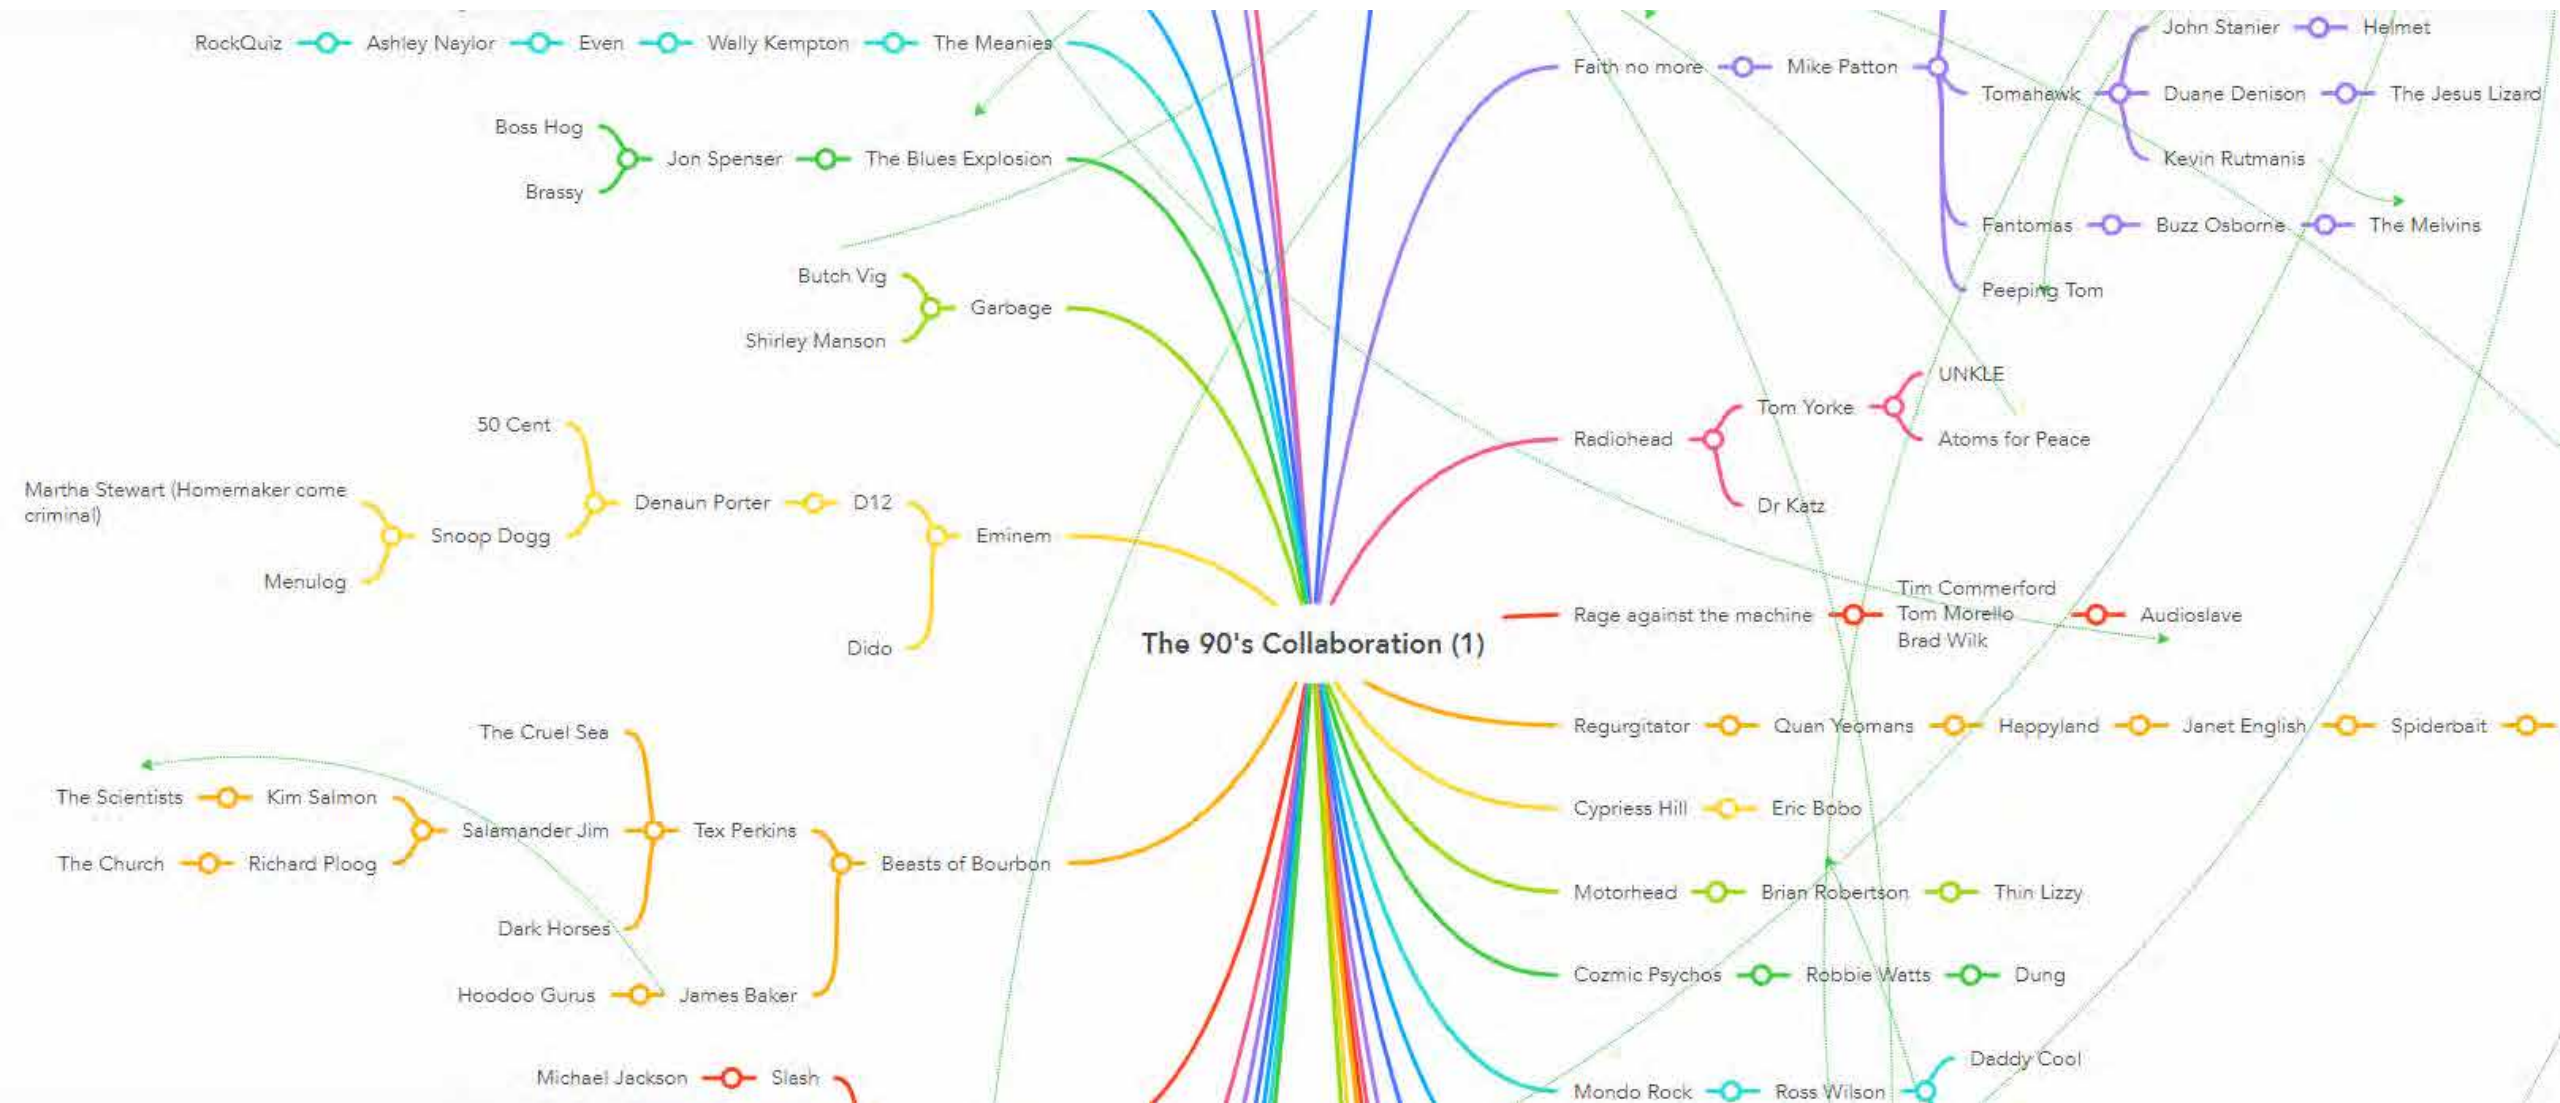 RockQuiz
Ashley Naylor
Even
Wally Kempton
The Meanies
Boss Hog
Brassy
Jon Spenser
The Blues Explosion
Butch Vig
Shirley Manson
Garbage
50 Cent
Martha Stewart (Homemaker come
criminal)
Menulog
Snoop Dogg
Denaun Porter
D12
Dido
Eminem
The Cruel Sea
The Scientists
Kim Salmon
The Church
Richard Ploog
Salamander Jim
Dark Horses
Tex Perkins
Hoodoo Gurus
James Baker
Beasts of Bourbon
Michael Jackson
Slash
The 90's Collaboration (1)
Faith no more
Mike Patton
Tomahawk
John Stanier
Helmet
Duane Denison
The Jesus Lizard
Kevin Rutmanis
Fantomas
Buzz Osborne
The Melvins
Peeping Tom
Radiohead
Tom Yorke
UNKLE
Atoms for Peace
Dr Katz
Rage against the machine
Tim Commerford
Tom Morello
Brad Wilk
Audioslave
Regurgitator
Quan Yeomans
Happyland
Janet English
Spiderbait
Cypriess Hill
Eric Bobo
Motorhead
Brian Robertson
Thin Lizzy
Cozmic Psychos
Robbie Watts
Dung
Mondo Rock
Ross Wilson
Daddy Cool